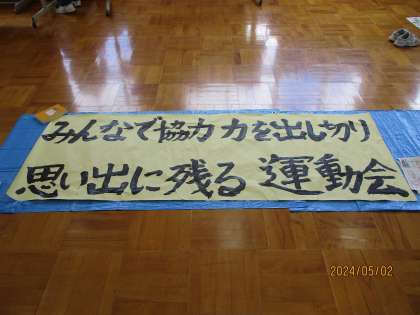 みんなで協力 力を出し切り
思い出に残る 運動会
2024/05/02